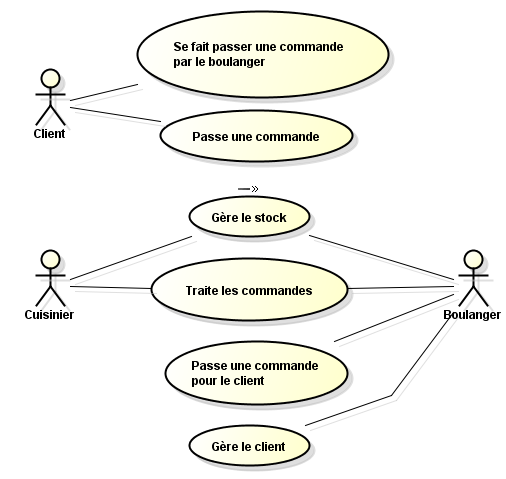 Se fait passer une commande
par le boulanger
Client
Passe une commande
Gère le stock
Traite les commandes
Cuisinier
Boulanger
Passe une commande
pour le client
Gère le client